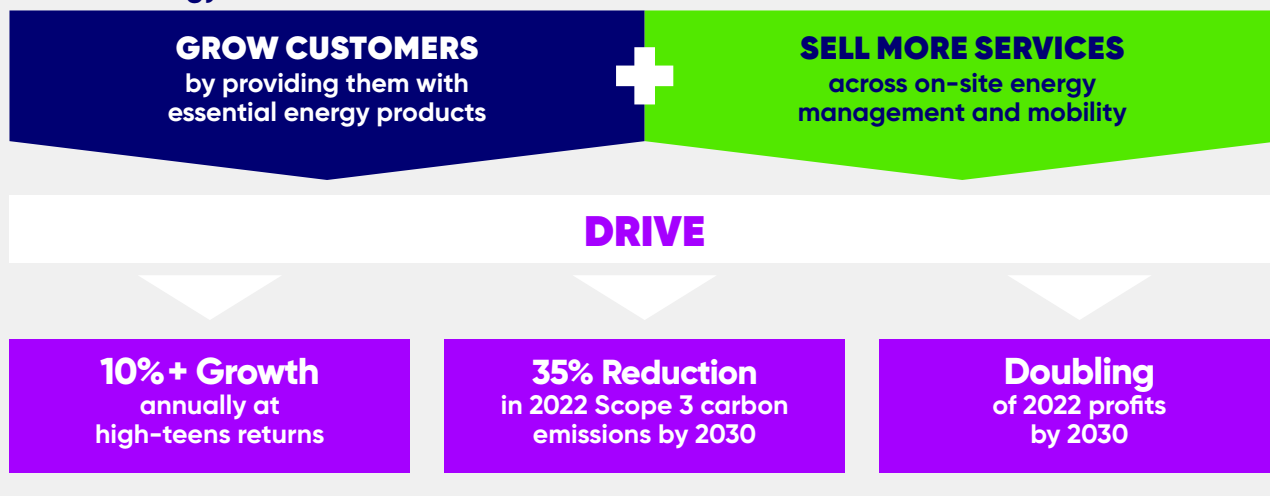 GROW CUSTOMERS
by providing them with
essential energy products
SELL MORE SERVICES
across on-site energy
management and mobility
DRIVE
10%+ Growth
annually at
high-teens returns
35% Reduction
in 2022 Scope 3 carbon
emissions by 2030
Doubling
of 2022 profits
by 2030